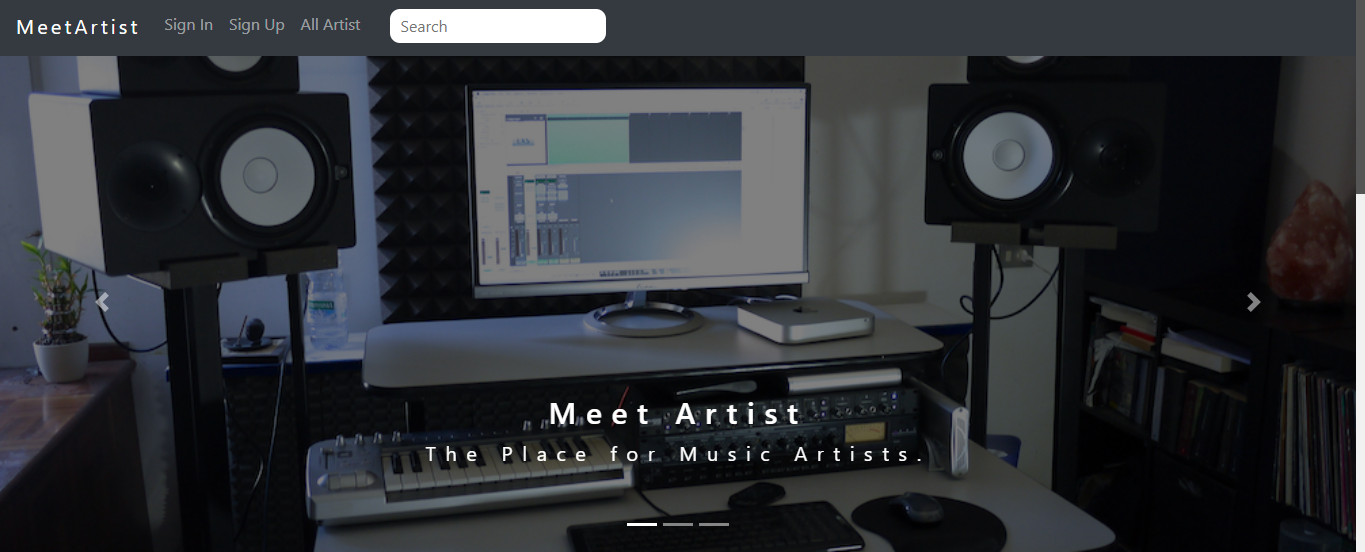 MeetArtist Sign In Sign Up All Artist Search
Meet Artist
The Place for Music Artists.